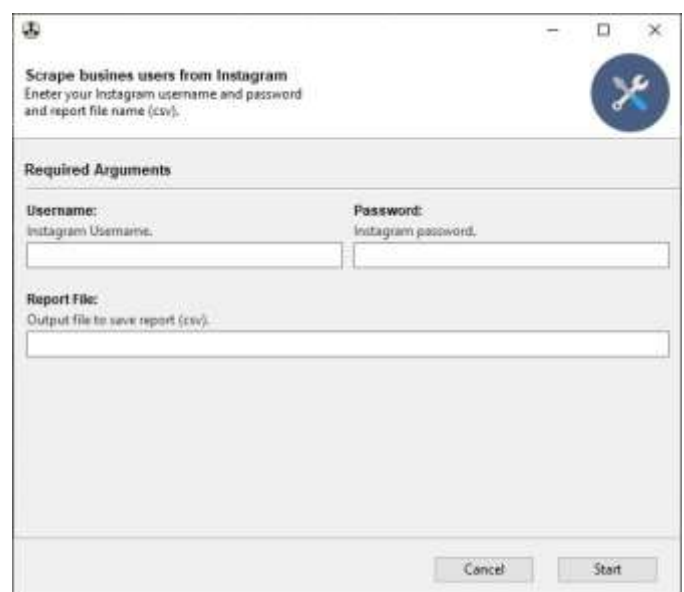 Scrape busines users from Instagram
Eneter your Instagram username and password
and report file name (csv).
Required Arguments
Username:
Password:
Instagram Username.
Instagram password.
Report File:
Output file to save report (csv).
Cancel
Start